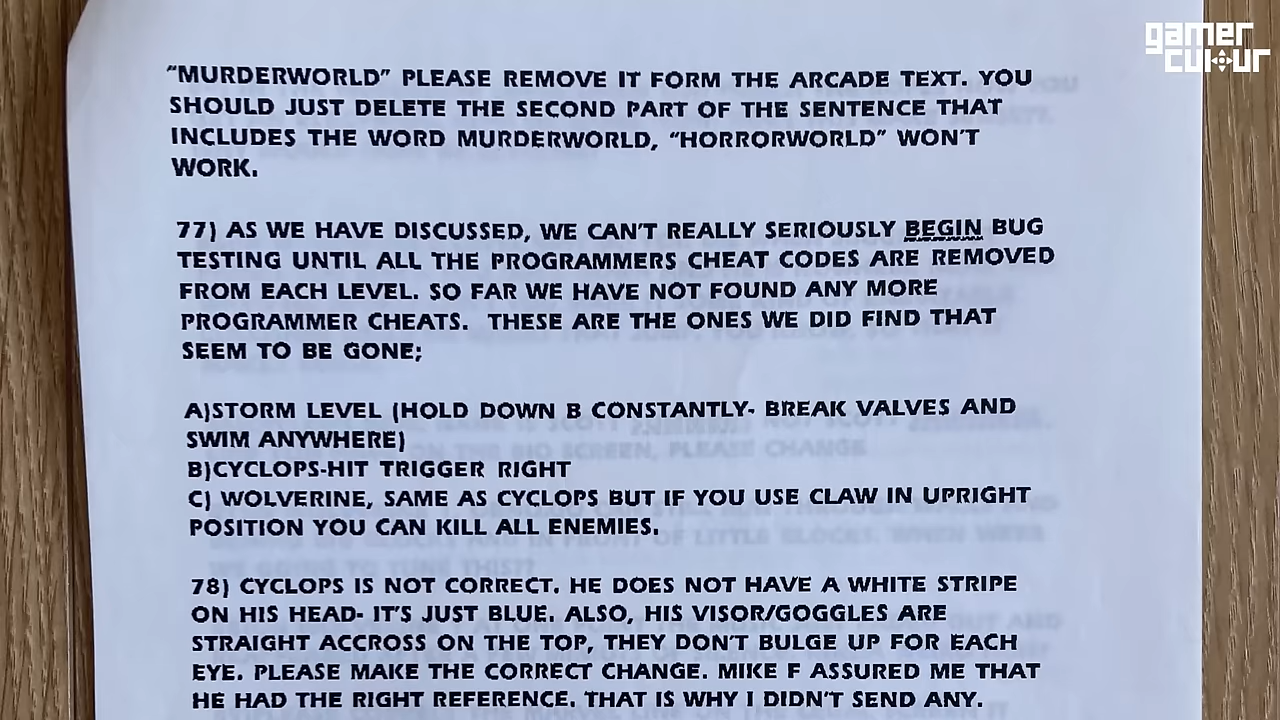 gamer
cul·ur
"MURDERWORLD" PLEASE REMOVE IT FORM THE ARCADE TEXT. YOU
SHOULD JUST DELETE THE SECOND PART OF THE SENTENCE THAT
INCLUDES THE WORD MURDERWORLD, "HORRORWORLD" WON'T
WORK.
77) AS WE HAVE DISCUSSED, WE CAN'T REALLY SERIOUSLY BEGIN BUG
TESTING UNTIL ALL THE PROGRAMMERS CHEAT CODES ARE REMOVED
FROM EACH LEVEL. SO FAR WE HAVE NOT FOUND ANY MORE
PROGRAMMER CHEATS. THESE ARE THE ONES WE DID FIND THAT
SEEM TO BE GONE;
A)STORM LEVEL (HOLD DOWN B CONSTANTLY- BREAK VALVES AND
SWIM ANYWHERE)
B)CYCLOPS-HIT TRIGGER RIGHT
C) WOLVERINE, SAME AS CYCLOPS BUT IF YOU USE CLAW IN UPRIGHT
POSITION YOU CAN KILL ALL ENEMIES.
78) CYCLOPS IS NOT CORRECT. HE DOES NOT HAVE A WHITE STRIPE
ON HIS HEAD- IT'S JUST BLUE. ALSO, HIS VISOR/GOGGLES ARE
STRAIGHT ACCROSS ON THE TOP, THEY DON'T BULGE UP FOR EACH
EYE. PLEASE MAKE THE CORRECT CHANGE. MIKE F ASSURED ME THAT
HE HAD THE RIGHT REFERENCE. THAT IS WHY I DIDN'T SEND ANY.